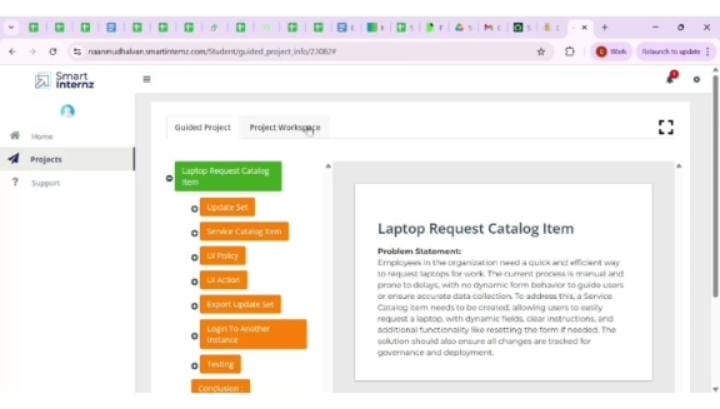 naanmudhalvan.smartinternz.com/Student/guided_project_info/23082#
Work
Relaunch to update
Smart
Internz
Home
Projects
Support
Guided Project
Project Workspace
Laptop Request Catalog
Item
Update Set
Service Catalog Item
UI Policy
UI Action
Export Update Set
Login To Another
Instance
Testing
Conclusion :
Laptop Request Catalog Item
Problem Statement:
Employees in the organization need a quick and efficient way
to request laptops for work. The current process is manual and
prone to delays, with no dynamic form behavior to guide users
or ensure accurate data collection. To address this, a Service
Catalog Item needs to be created, allowing users to easily
request a laptop, with dynamic fields, clear instructions, and
additional functionality like resetting the form if needed. The
solution should also ensure all changes are tracked for
governance and deployment.